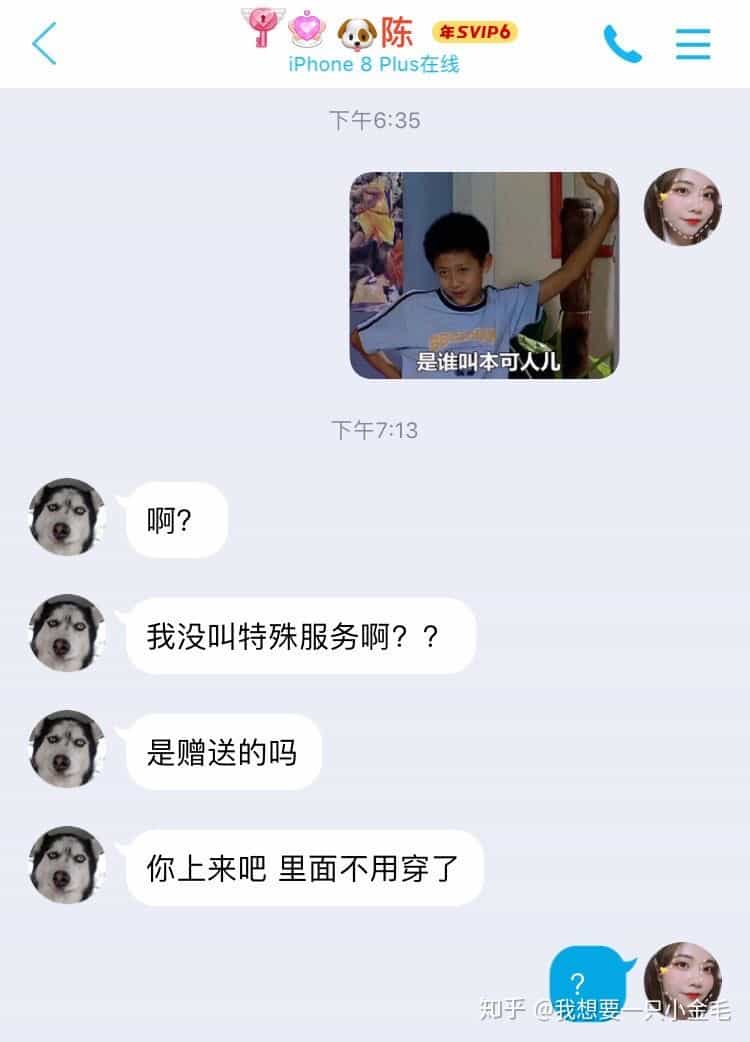 陈 年SVIP6
iPhone 8 Plus在线
下午6:35
是谁叫本可人儿
下午7:13
啊?
我没叫特殊服务啊？？
是赠送的吗
你上来吧 里面不用穿了
?
知乎 @我想要一只小金毛